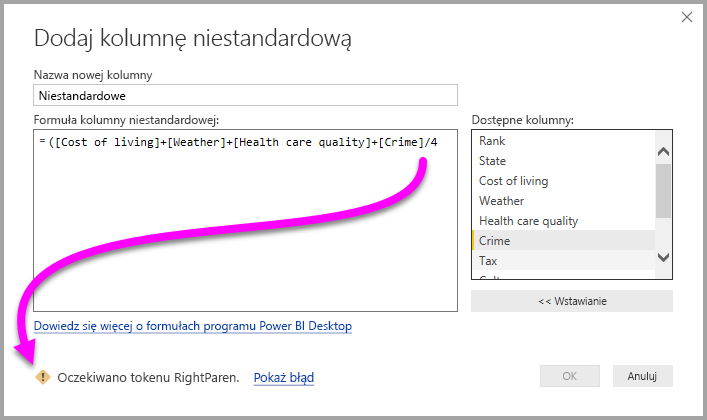 Dodaj kolumnę niestandardową
Nazwa nowej kolumny
Niestandardowe
Formuła kolumny niestandardowej:
= ([Cost of living]+[Weather]+[Health care quality]+[Crime]/4
Dostępne kolumny:
Rank
State
Cost of living
Weather
Health care quality
Crime
Tax
<< Wstawianie
Dowiedz się więcej o formułach programu Power BI Desktop
Oczekiwano tokenu RightParen. Pokaż błąd
OK
Anuluj